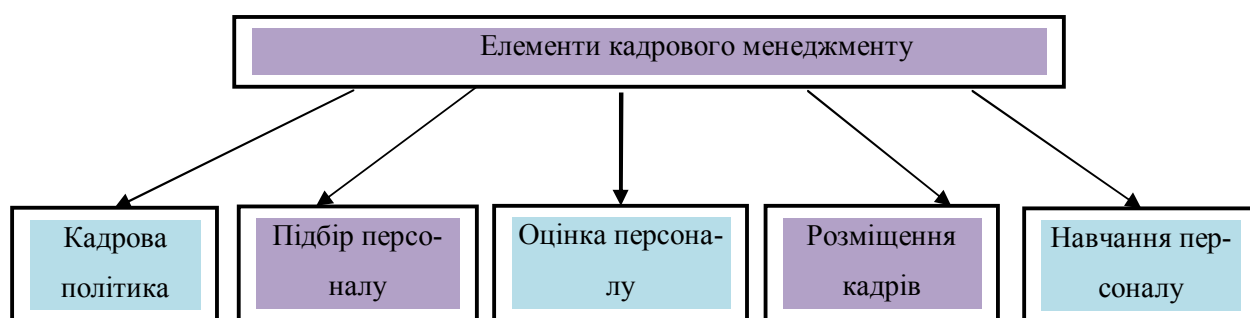 Елементи кадрового менеджменту
Кадрова
політика
Підбір персо-
налу
Оцінка персона-
лу
Розміщення
кадрів
Навчання пер-
соналу